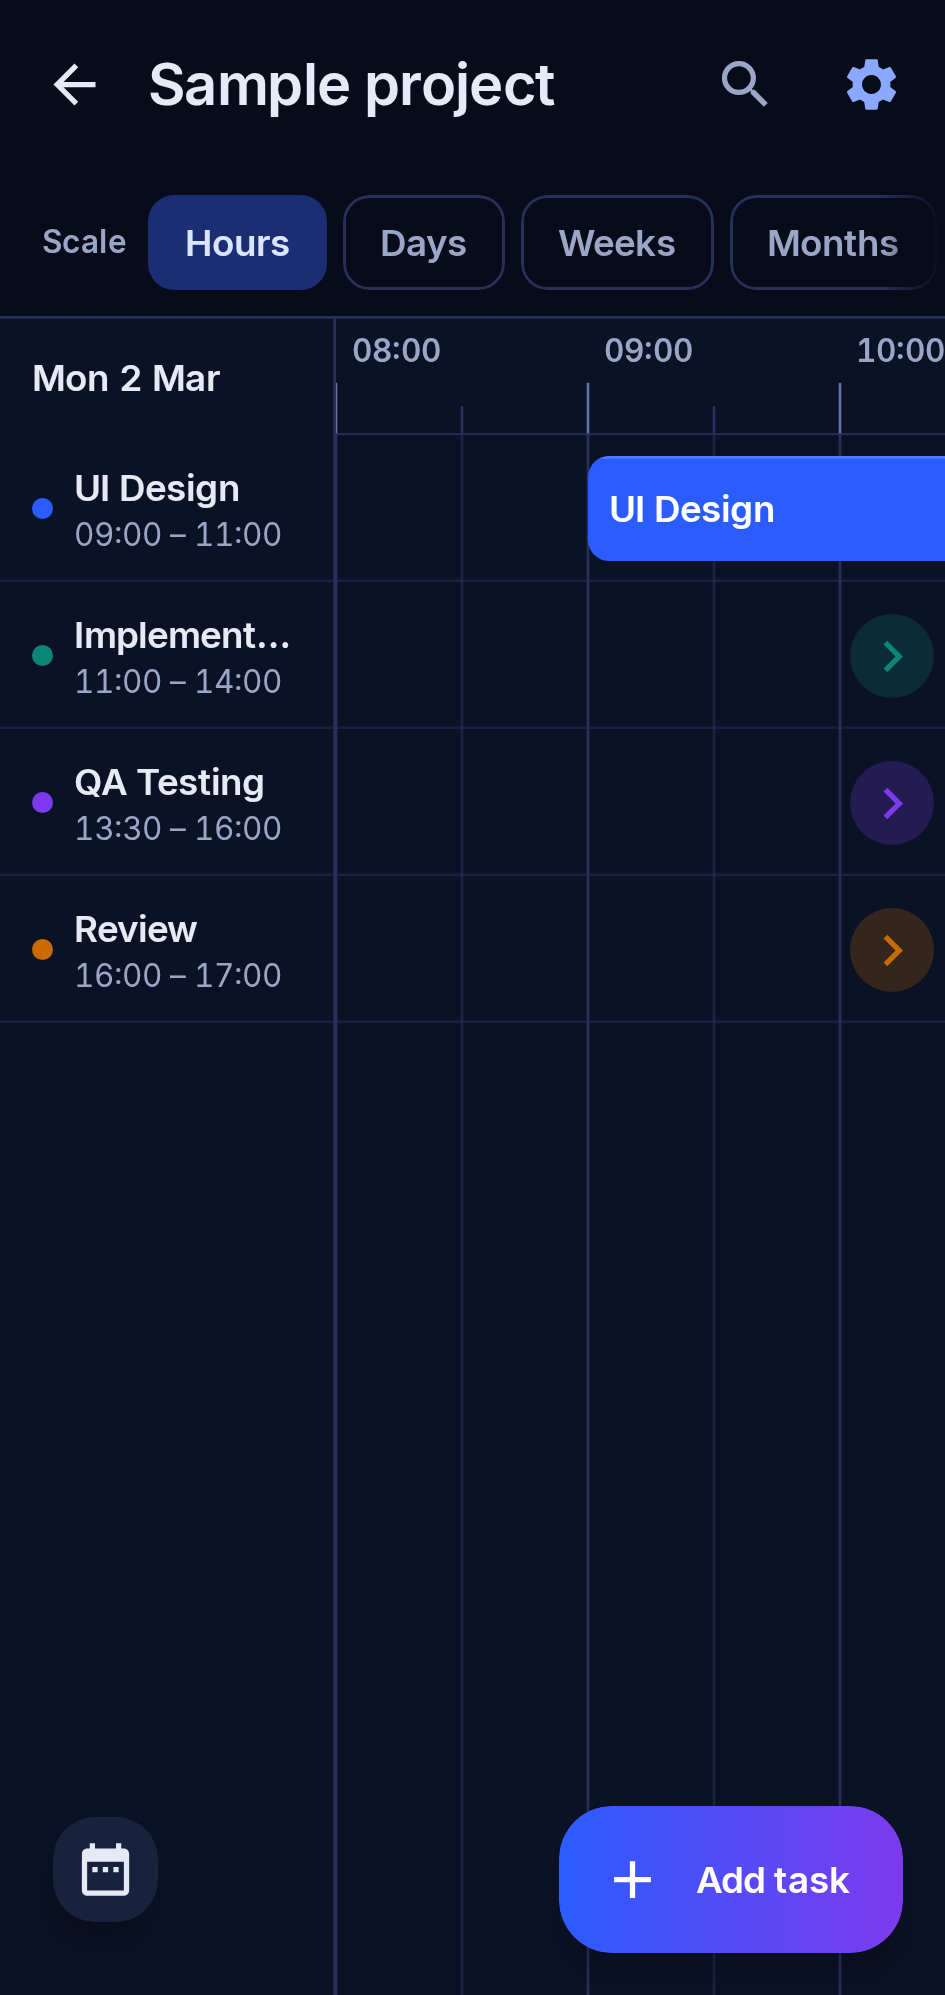 Sample project
Scale Hours Days Weeks Months
Mon 2 Mar 08:00 09:00 10:00
UI Design
09:00 – 11:00
UI Design
Implement...
11:00 – 14:00
QA Testing
13:30 – 16:00
Review
16:00 – 17:00
Add task